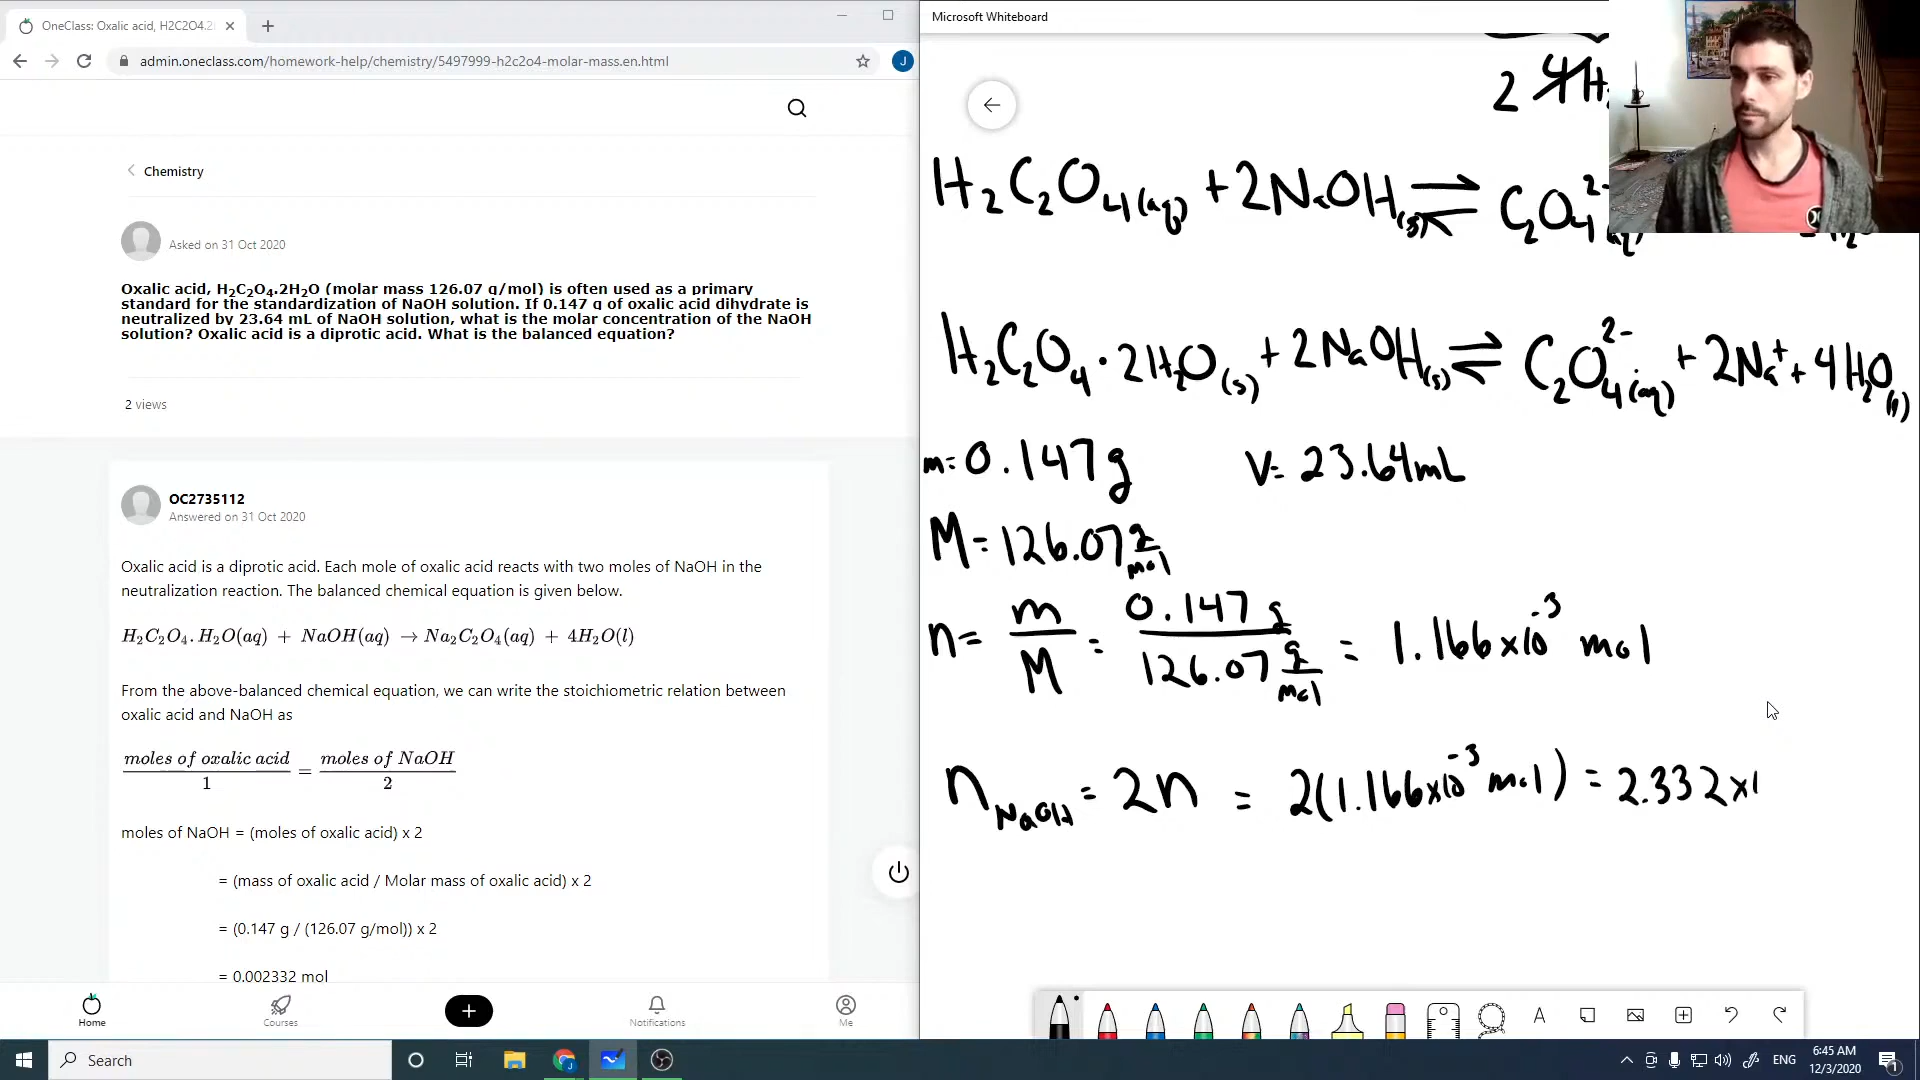 OneClass: Oxalic acid, H2C2O4.2
admin.oneclass.com/homework-help/chemistry/5497999-h2c2o4-molar-mass.en.html
J
Chemistry
Asked on 31 Oct 2020
Oxalic acid, H₂C₂O₄.2H₂O (molar mass 126.07 g/mol) is often used as a primary
standard for the standardization of NaOH solution. If 0.147 g of oxalic acid dihydrate is
neutralized by 23.64 mL of NaOH solution, what is the molar concentration of the NaOH
solution? Oxalic acid is a diprotic acid. What is the balanced equation?
2 views
OC2735112
Answered on 31 Oct 2020
Oxalic acid is a diprotic acid. Each mole of oxalic acid reacts with two moles of NaOH in the
neutralization reaction. The balanced chemical equation is given below.
H₂C₂O₄.H₂O(aq) + NaOH(aq) → Na₂C₂O₄(aq) + 4H₂O(l)
From the above-balanced chemical equation, we can write the stoichiometric relation between
oxalic acid and NaOH as
moles of oxalic acid / 1 = moles of NaOH / 2
moles of NaOH = (moles of oxalic acid) x 2
= (mass of oxalic acid / Molar mass of oxalic acid) x 2
= (0.147 g / (126.07 g/mol)) x 2
= 0.002332 mol
Home
Courses
Notifications
Me
Microsoft Whiteboard
2 4H
H₂C₂O₄(aq) + 2NaOH(s) ⇌ C₂O₄²⁻(aq)
H₂C₂O₄·2H₂O(s) + 2NaOH(s) ⇌ C₂O₄²⁻(aq) + 2Na⁺ + 4H₂O(l)
m= 0.147g V= 23.64mL
M= 126.07 g/mol
n= m/M = 0.147 g / 126.07 g/mol = 1.166x10⁻³ mol
nNaOH = 2n = 2(1.166x10⁻³ mol) = 2.332x1
Search
ENG
6:45 AM
12/3/2020
1